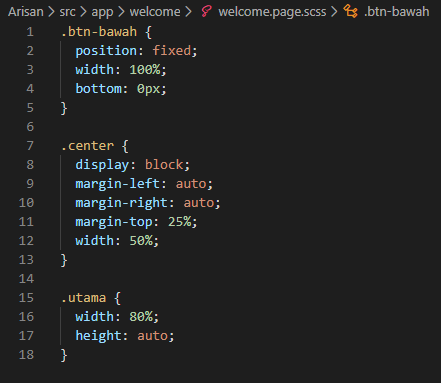 Arisan > src > app > welcome > welcome.page.scss > .btn-bawah
1 .btn-bawah {
2   position: fixed;
3   width: 100%;
4   bottom: 0px;
5 }
6
7 .center {
8   display: block;
9   margin-left: auto;
10   margin-right: auto;
11   margin-top: 25%;
12   width: 50%;
13 }
14
15 .utama {
16   width: 80%;
17   height: auto;
18 }